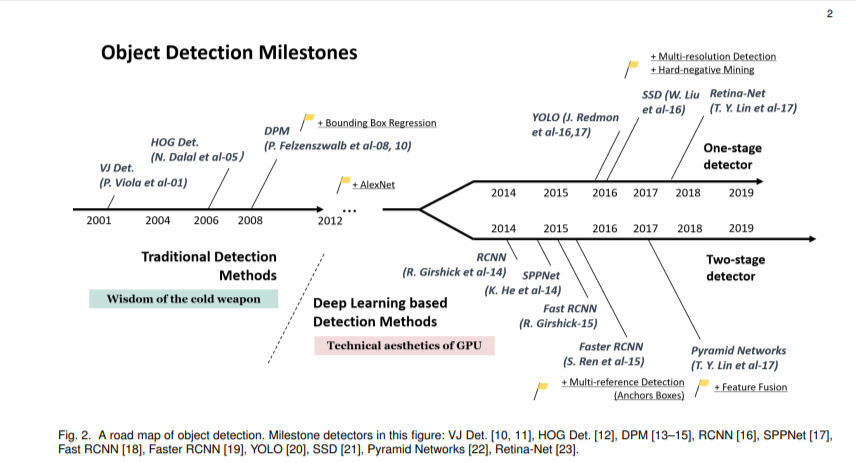 2
Object Detection Milestones
+ Multi-resolution Detection
+ Hard-negative Mining
SSD (W. Liu
et al-16)
Retina-Net
(T. Y. Lin et al-17)
YOLO (J. Redmon
et al-16,17)
+ Bounding Box Regression
DPM
(P. Felzenszwalb et al-08, 10)
HOG Det.
(N. Dalal et al-05)
VJ Det.
(P. Viola et al-01)
+ AlexNet
One-stage
detector
2014 2015 2016 2017 2018 2019
2001 2004 2006 2008 2012 ...
2014 2015 2016 2017 2018 2019
Traditional Detection
Methods
Wisdom of the cold weapon
Deep Learning based
Detection Methods
Technical aesthetics of GPU
RCNN
(R. Girshick et al-14)
SPPNet
(K. He et al-14)
Fast RCNN
(R. Girshick-15)
Faster RCNN
(S. Ren et al-15)
+ Multi-reference Detection
(Anchors Boxes)
Two-stage
detector
Pyramid Networks
(T. Y. Lin et al-17)
+ Feature Fusion
Fig. 2. A road map of object detection. Milestone detectors in this figure: VJ Det. [10, 11], HOG Det. [12], DPM [13–15], RCNN [16], SPPNet [17],
Fast RCNN [18], Faster RCNN [19], YOLO [20], SSD [21], Pyramid Networks [22], Retina-Net [23].